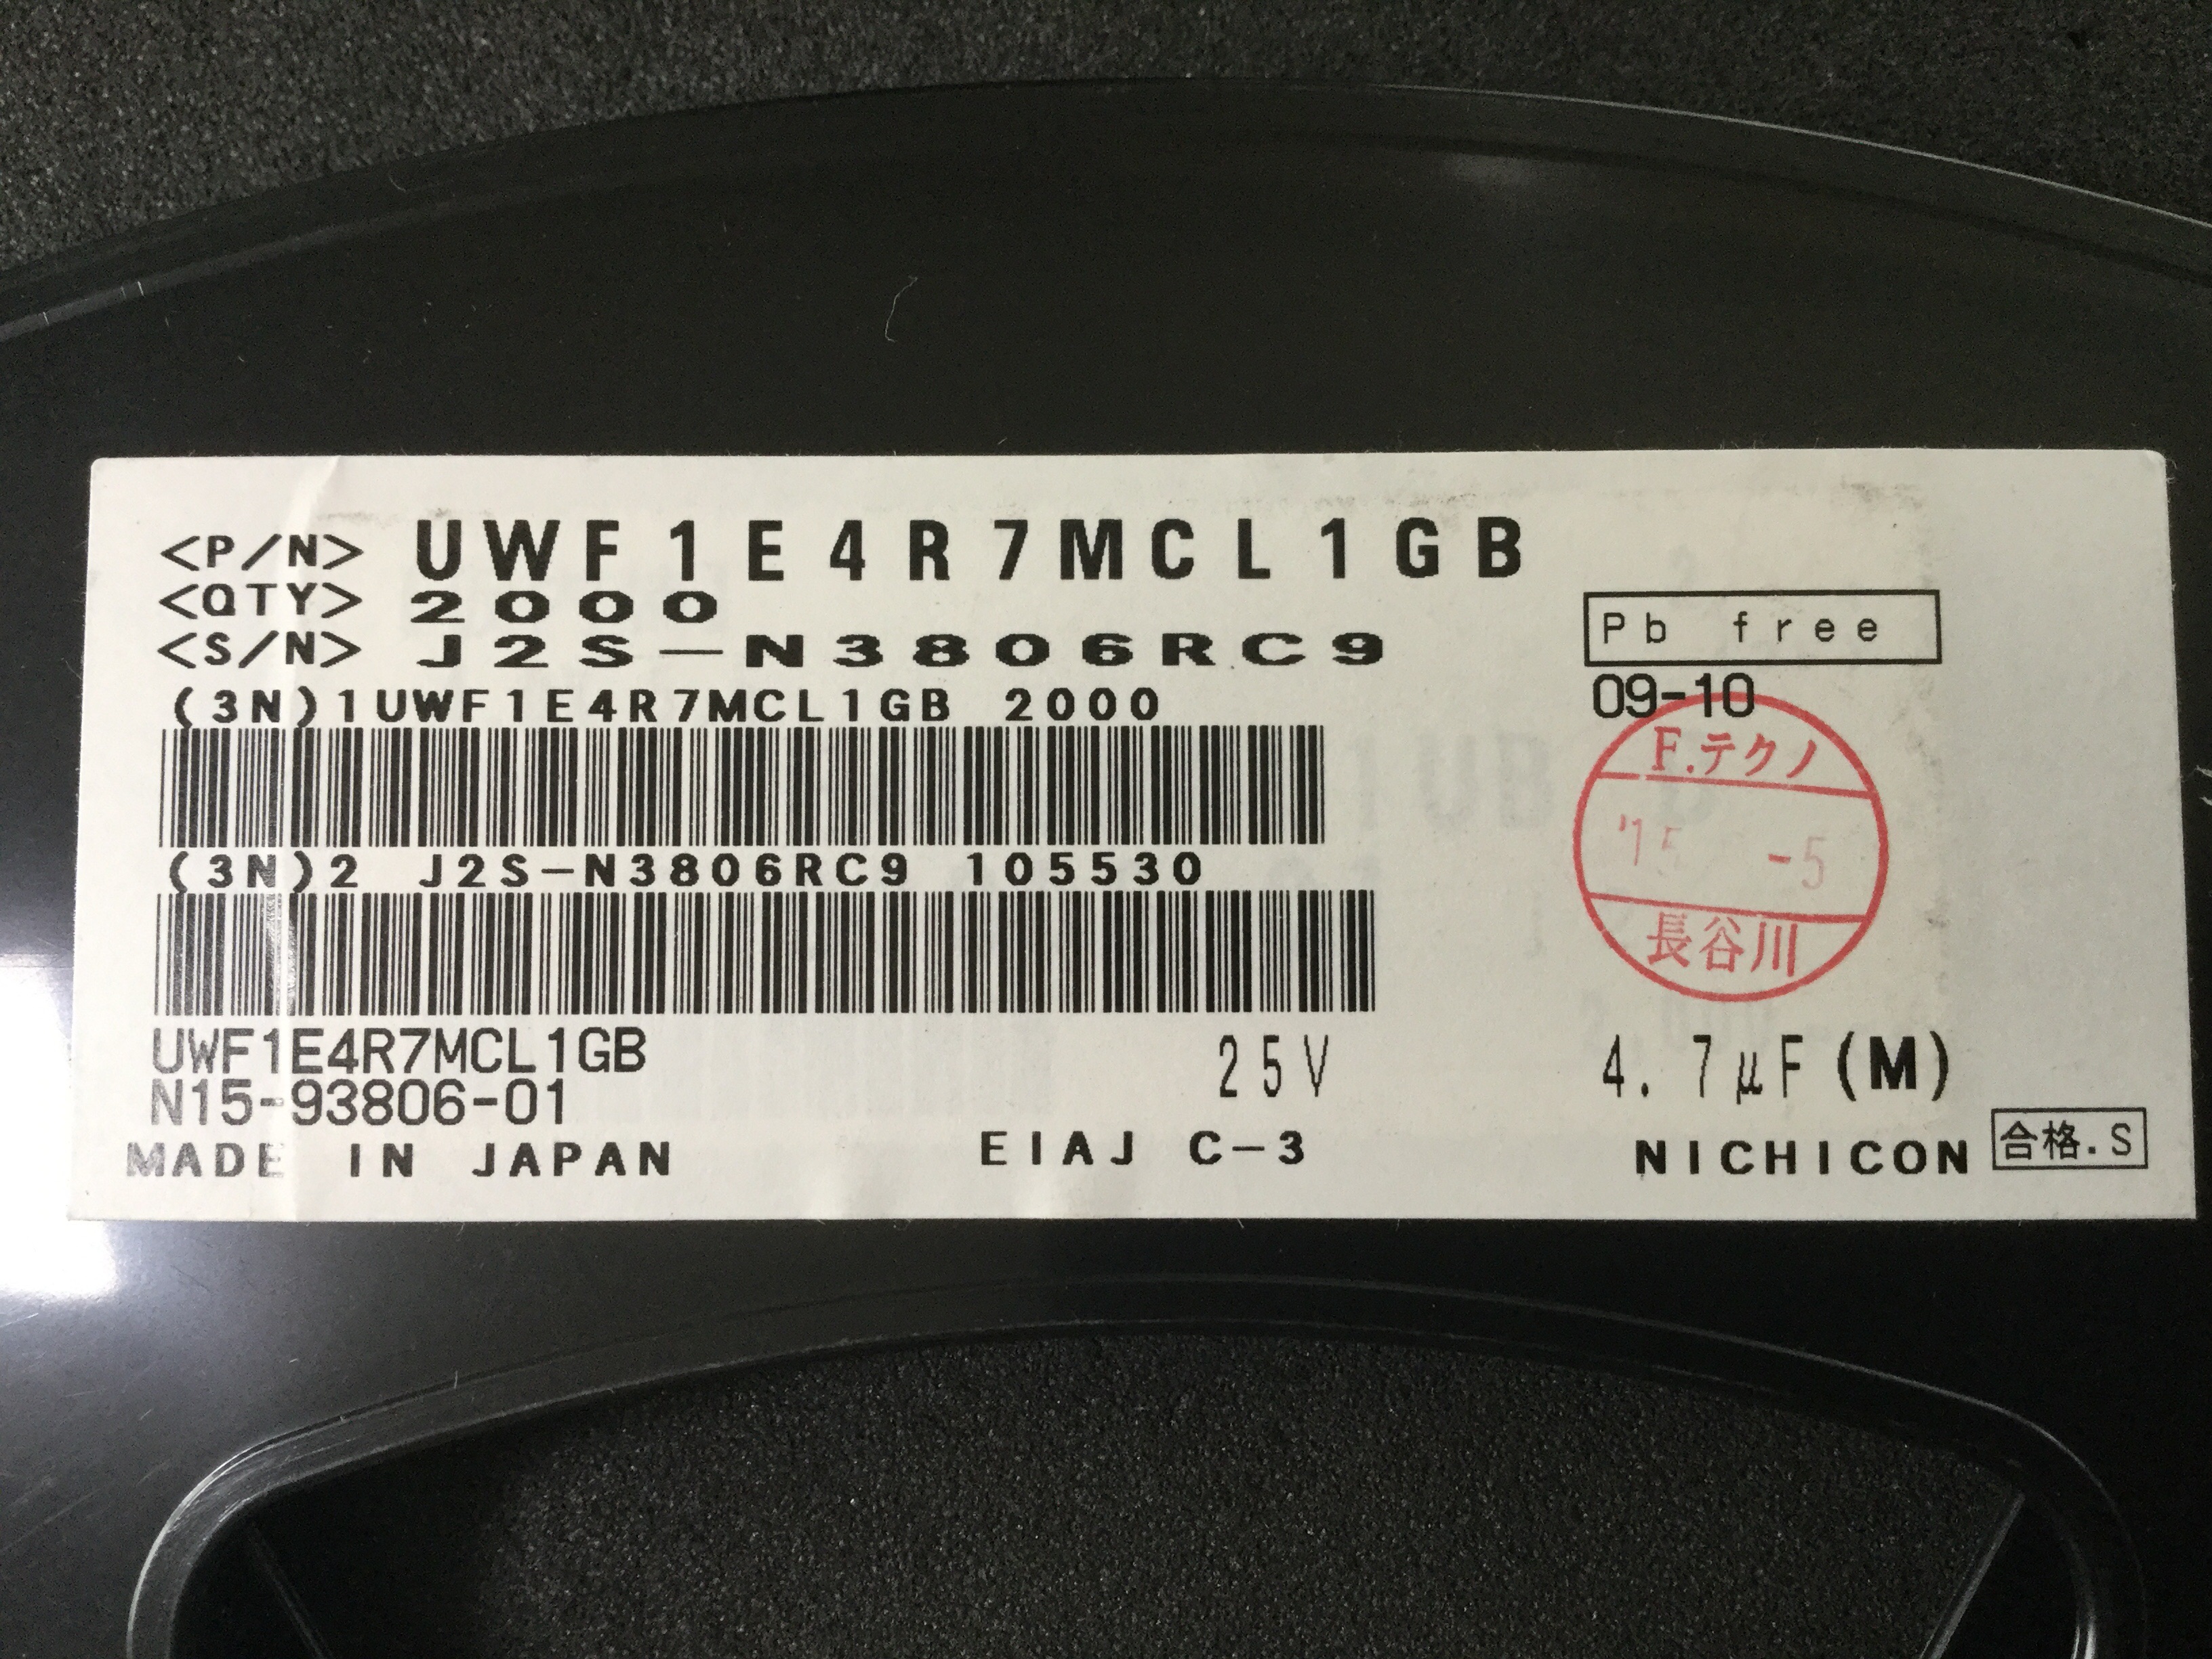 <P/N> UWF1E4R7MCL1GB
<QTY> 2000
<S/N> J2S-N3806RC9
Pb free
(3N)1UWF1E4R7MCL1GB 2000
09-10
F.テクノ
'15 -5
長谷川
(3N)2 J2S-N3806RC9 105530
UWF1E4R7MCL1GB 25V 4.7μF(M)
N15-93806-01
MADE IN JAPAN EIAJ C-3 NICHICON 合格.S